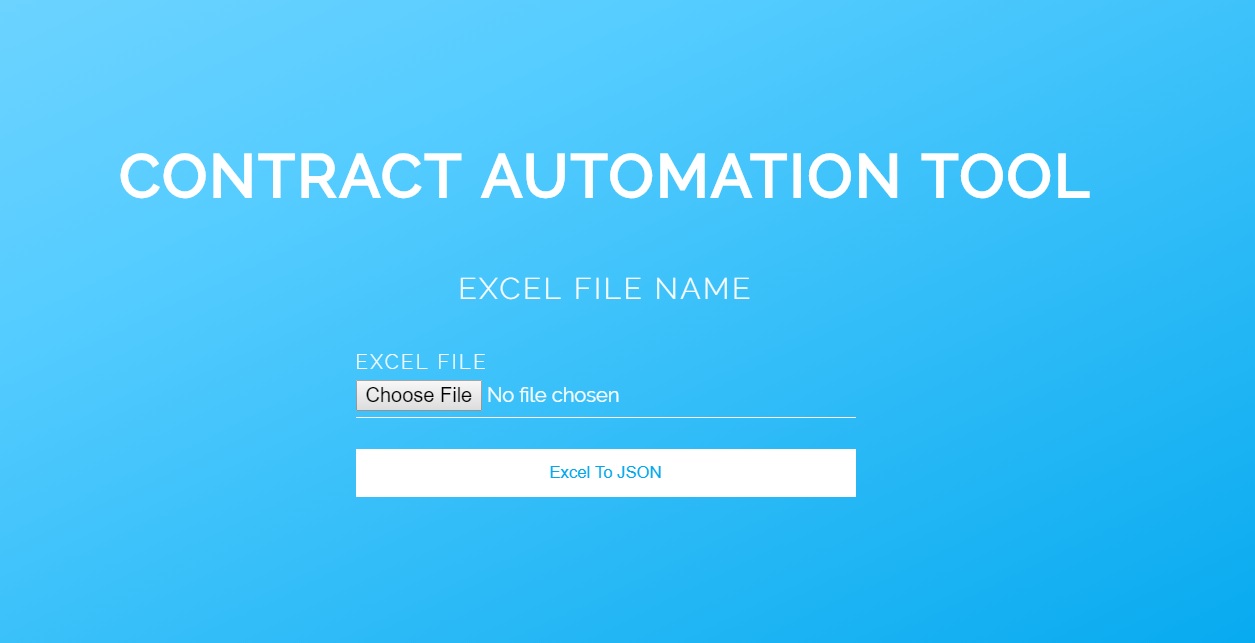 CONTRACT AUTOMATION TOOL
EXCEL FILE NAME
EXCEL FILE
Choose File No file chosen
Excel To JSON